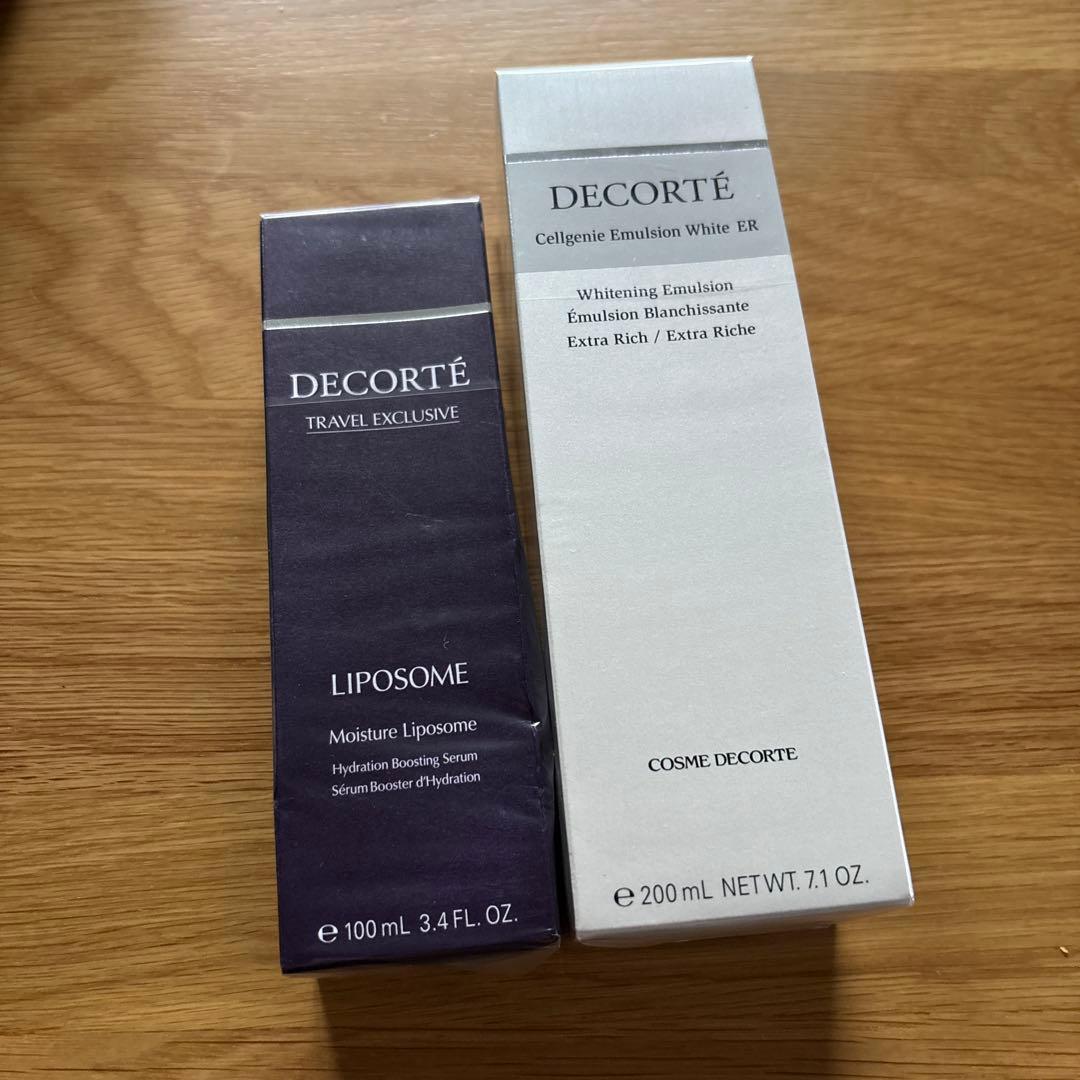 DECORTÉ
TRAVEL EXCLUSIVE
LIPOSOME
Moisture Liposome
Hydration Boosting Serum
Sérum Booster d'Hydration
e 100 mL 3.4 FL. OZ.
DECORTÉ
Cellgenie Emulsion White ER
Whitening Emulsion
Émulsion Blanchissante
Extra Rich / Extra Riche
COSME DECORTE
e 200 mL NET WT. 7.1 OZ.